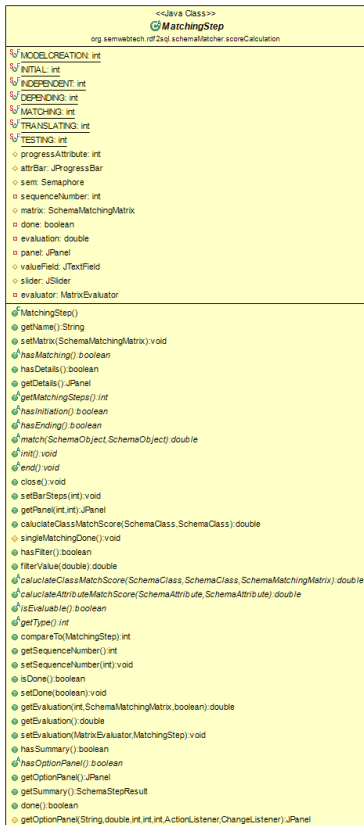 <<Java Class>>
MatchingStep
org.semwebtech.rdf2sql.schemaMatcher.scoreCalculation
MODELCREATION: int
INITIAL: int
INDEPENDENT: int
DEPENDING: int
MATCHING: int
TRANSLATING: int
TESTING: int
progressAttribute: int
attrBar: JProgressBar
sem: Semaphore
sequenceNumber: int
matrix: SchemaMatchingMatrix
done: boolean
evaluation: double
panel: JPanel
valueField: JTextField
slider: JSlider
evaluator: MatrixEvaluator
MatchingStep()
getName():String
setMatrix(SchemaMatchingMatrix):void
hasMatching():boolean
hasDetails():boolean
getDetails():JPanel
getMatchingSteps():int
hasInitiation():boolean
hasEnding():boolean
match(SchemaObject,SchemaObject):double
init():void
end():void
close():void
setBarSteps(int):void
getPanel(int,int):JPanel
caluclateClassMatchScore(SchemaClass,SchemaClass):double
singleMatchingDone():void
hasFilter():boolean
filterValue(double):double
caluclateClassMatchScore(SchemaClass,SchemaClass,SchemaMatchingMatrix):double
caluclateAttributeMatchScore(SchemaAttribute,SchemaAttribute):double
isEvaluable():boolean
getType():int
compareTo(MatchingStep):int
getSequenceNumber():int
setSequenceNumber(int):void
isDone():boolean
setDone(boolean):void
getEvaluation(int,SchemaMatchingMatrix,boolean):double
getEvaluation():double
setEvaluation(MatrixEvaluator,MatchingStep):void
hasSummary():boolean
hasOptionPanel():boolean
getOptionPanel():JPanel
getSummary():SchemaStepResult
done():boolean
getOptionPanel(String,double,int,int,int,ActionListener,ChangeListener):JPanel